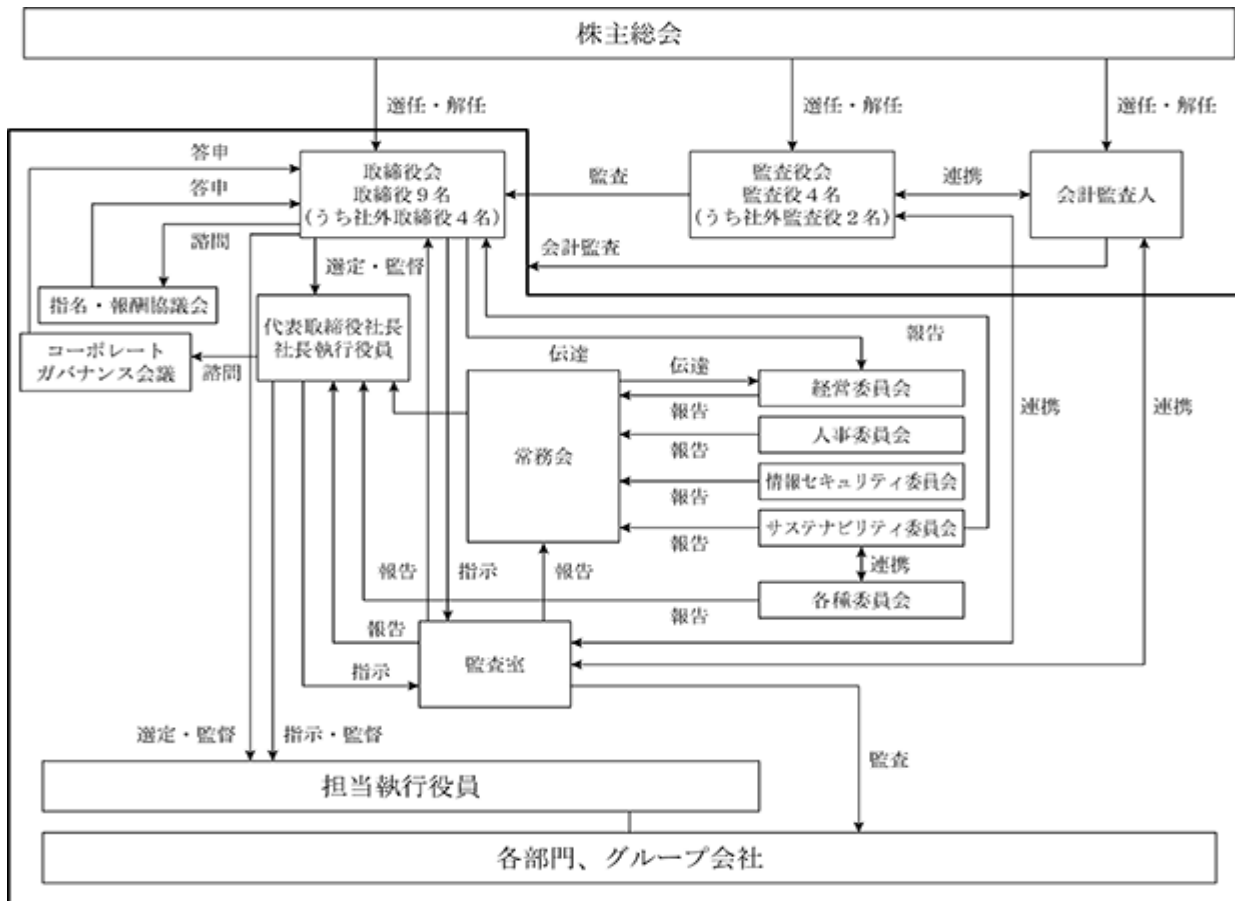 株主総会
選任・解任
選任・解任
選任・解任
答申
取締役会
取締役9名
(うち社外取締役4名)
監査
監査役会
監査役4名
(うち社外監査役2名)
連携
会計監査人
答申
諮問
選定・監督
会計監査
指名・報酬協議会
代表取締役社長
社長執行役員
報告
コーポレート
ガバナンス会議
諮問
伝達
伝達
経営委員会
報告
連携
連携
人事委員会
常務会
報告
情報セキュリティ委員会
報告
サステナビリティ委員会
報告
連携
報告
指示
報告
各種委員会
報告
報告
監査室
指示
選定・監督
指示・監督
監査
担当執行役員
各部門、グループ会社